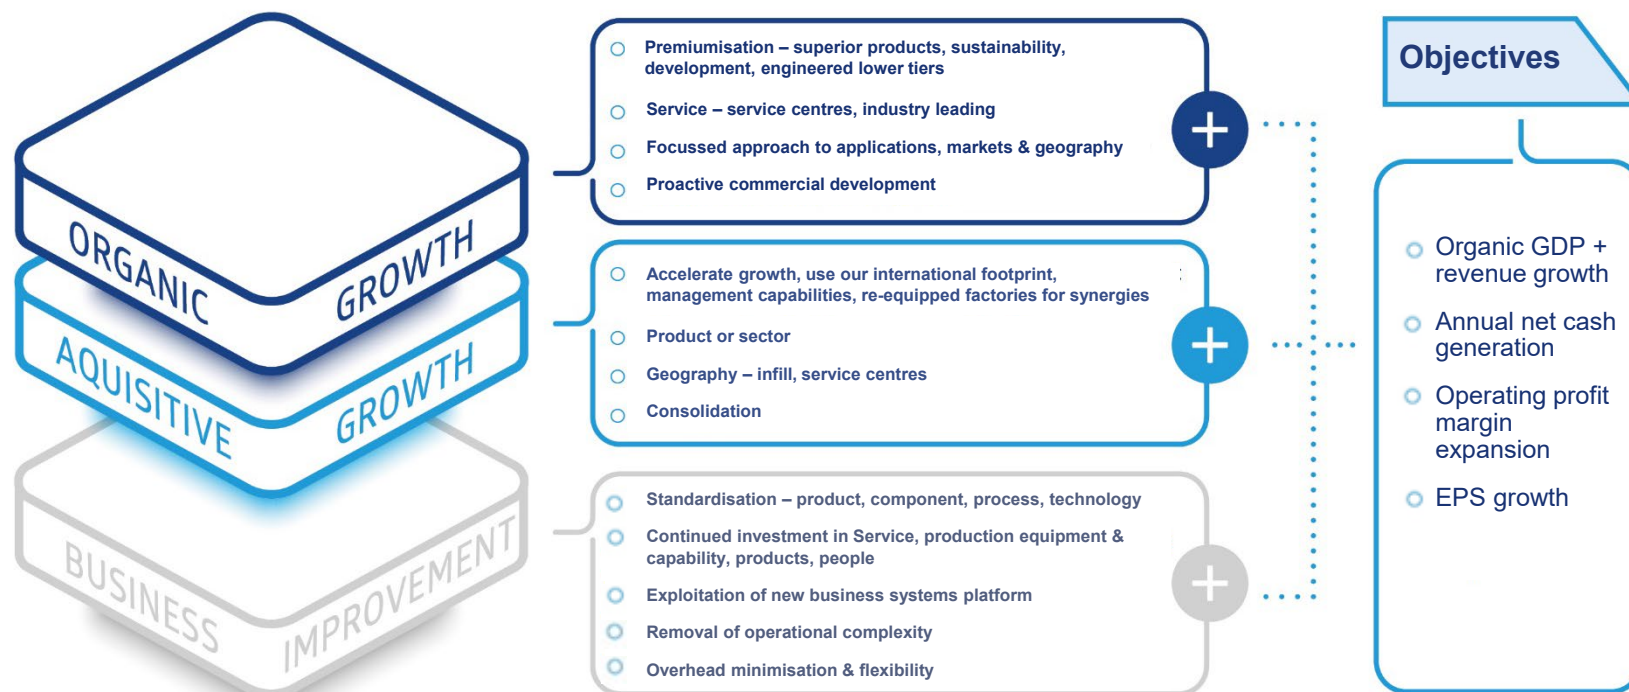 ORGANIC GROWTH
Premiumisation – superior products, sustainability,
development, engineered lower tiers
Service – service centres, industry leading
Focussed approach to applications, markets & geography
Proactive commercial development
AQUISITIVE GROWTH
Accelerate growth, use our international footprint,
management capabilities, re-equipped factories for synergies
Product or sector
Geography – infill, service centres
Consolidation
BUSINESS IMPROVEMENT
Standardisation – product, component, process, technology
Continued investment in Service, production equipment &
capability, products, people
Exploitation of new business systems platform
Removal of operational complexity
Overhead minimisation & flexibility
Objectives
Organic GDP +
revenue growth
Annual net cash
generation
Operating profit
margin
expansion
EPS growth